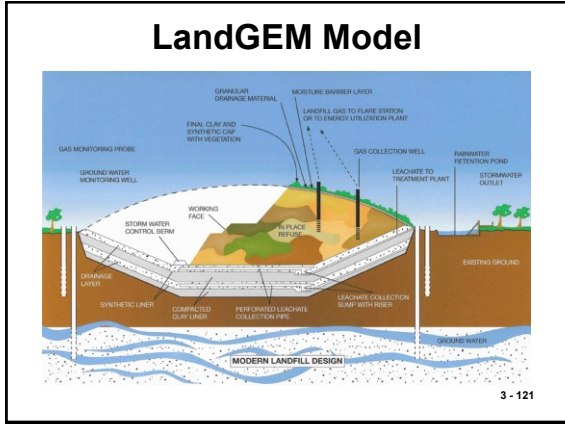 LandGEM Model
GRANULAR
DRAINAGE MATERIAL
MOISTURE BARRIER LAYER
LANDFILL GAS TO FLARE STATION
OR TO ENERGY UTILIZATION PLANT
FINAL CLAY AND
SYNTHETIC CAP
WITH VEGETATION
GAS MONITORING PROBE
GAS COLLECTION WELL
RAINWATER
RETENTION POND
LEACHATE TO
TREATMENT PLANT
STORMWATER
OUTLET
GROUND WATER
MONITORING WELL
WORKING
FACE
IN PLACE
REFUSE
STORM WATER
CONTROL BERM
EXISTING GROUND
DRAINAGE
LAYER
SYNTHETIC LINER
COMPACTED
CLAY LINER
PERFORATED LEACHATE
COLLECTION PIPE
LEACHATE COLLECTION
SUMP WITH RISER
GROUND WATER
MODERN LANDFILL DESIGN
3 - 121